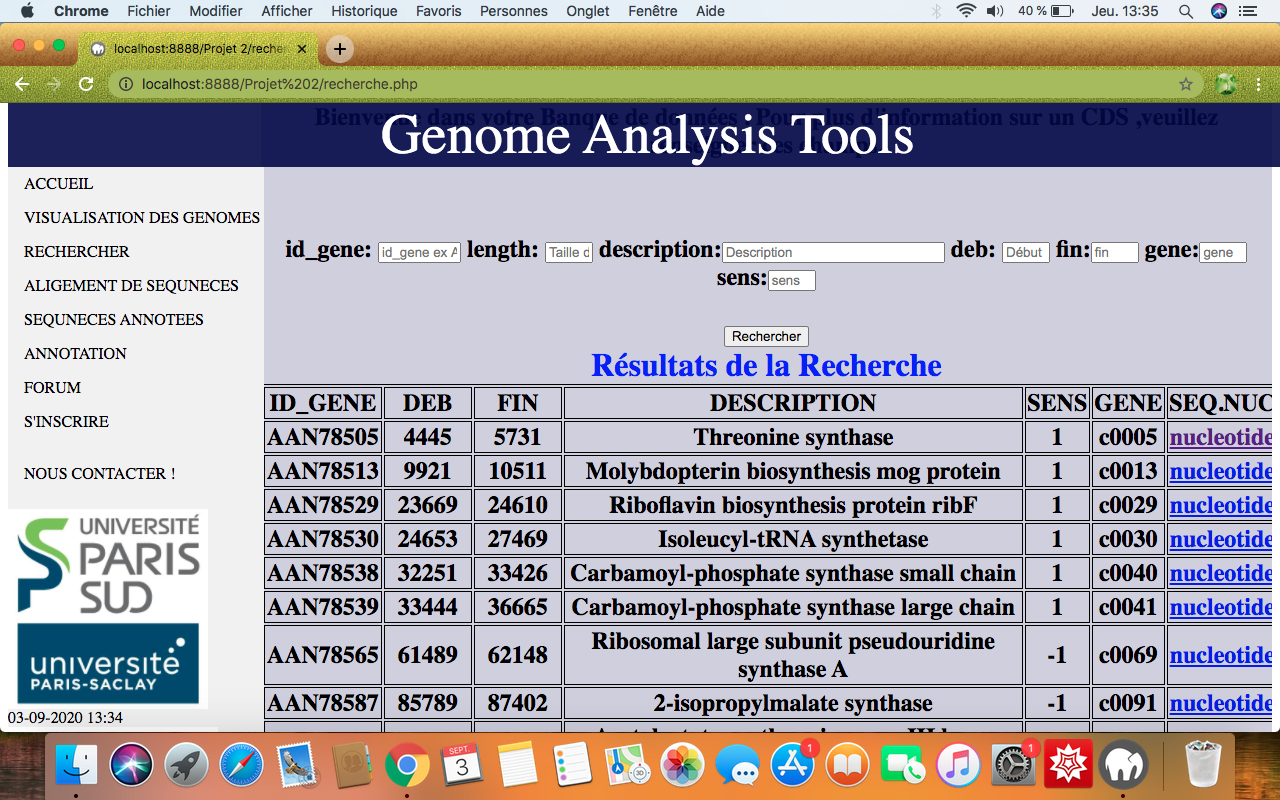 Chrome Fichier Modifier Afficher Historique Favoris Personnes Onglet Fenêtre Aide 40 % Jeu. 13:35
localhost:8888/Projet 2/reche
localhost:8888/Projet%202/recherche.php
Bienvenue dans votre Banque de données , Pour plus d'information sur un CDS ,veuillez
Genome Analysis Tools
ACCUEIL
VISUALISATION DES GENOMES
RECHERCHER
ALIGEMENT DE SEQUNECES
SEQUNECES ANNOTEES
ANNOTATION
FORUM
S'INSCRIRE
NOUS CONTACTER !
UNIVERSITÉ
PARIS
SUD
université
PARIS-SACLAY
03-09-2020 13:34
id_gene: id_gene ex A length: Taille d description: Description deb: Début fin: fin gene: gene
sens: sens
Rechercher
Résultats de la Recherche
ID_GENE DEB FIN DESCRIPTION SENS GENE SEQ.NUC
AAN78505 4445 5731 Threonine synthase 1 c0005 nucleotide
AAN78513 9921 10511 Molybdopterin biosynthesis mog protein 1 c0013 nucleotide
AAN78529 23669 24610 Riboflavin biosynthesis protein ribF 1 c0029 nucleotide
AAN78530 24653 27469 Isoleucyl-tRNA synthetase 1 c0030 nucleotide
AAN78538 32251 33426 Carbamoyl-phosphate synthase small chain 1 c0040 nucleotide
AAN78539 33444 36665 Carbamoyl-phosphate synthase large chain 1 c0041 nucleotide
AAN78565 61489 62148 Ribosomal large subunit pseudouridine
synthase A -1 c0069 nucleotide
AAN78587 85789 87402 2-isopropylmalate synthase -1 c0091 nucleotide
SEPT.
3
3D
1
1